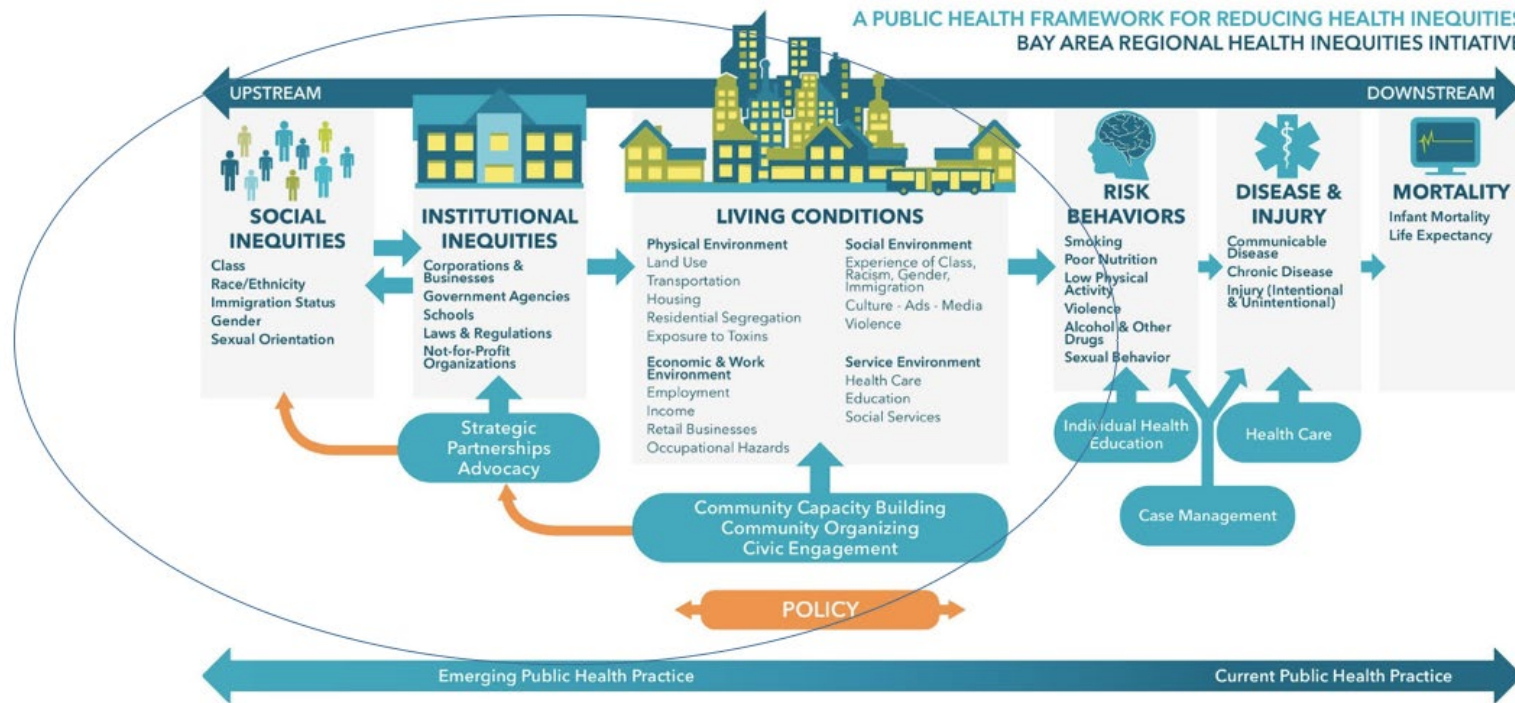 A PUBLIC HEALTH FRAMEWORK FOR REDUCING HEALTH INEQUITIES
BAY AREA REGIONAL HEALTH INEQUITIES INTIATIVE
UPSTREAM
DOWNSTREAM
SOCIAL
INEQUITIES
Class
Race/Ethnicity
Immigration Status
Gender
Sexual Orientation
INSTITUTIONAL
INEQUITIES
Corporations &
Businesses
Government Agencies
Schools
Laws & Regulations
Not-for-Profit
Organizations
LIVING CONDITIONS
Physical Environment
Land Use
Transportation
Housing
Residential Segregation
Exposure to Toxins
Economic & Work
Environment
Employment
Income
Retail Businesses
Occupational Hazards
Social Environment
Experience of Class,
Racism, Gender,
Immigration
Culture - Ads - Media
Violence
Service Environment
Health Care
Education
Social Services
RISK
BEHAVIORS
Smoking
Poor Nutrition
Low Physical
Activity
Violence
Alcohol & Other
Drugs
Sexual Behavior
DISEASE &
INJURY
Communicable
Disease
Chronic Disease
Injury (Intentional
& Unintentional)
MORTALITY
Infant Mortality
Life Expectancy
Strategic
Partnerships
Advocacy
Community Capacity Building
Community Organizing
Civic Engagement
Individual Health
Education
Health Care
Case Management
POLICY
Emerging Public Health Practice
Current Public Health Practice